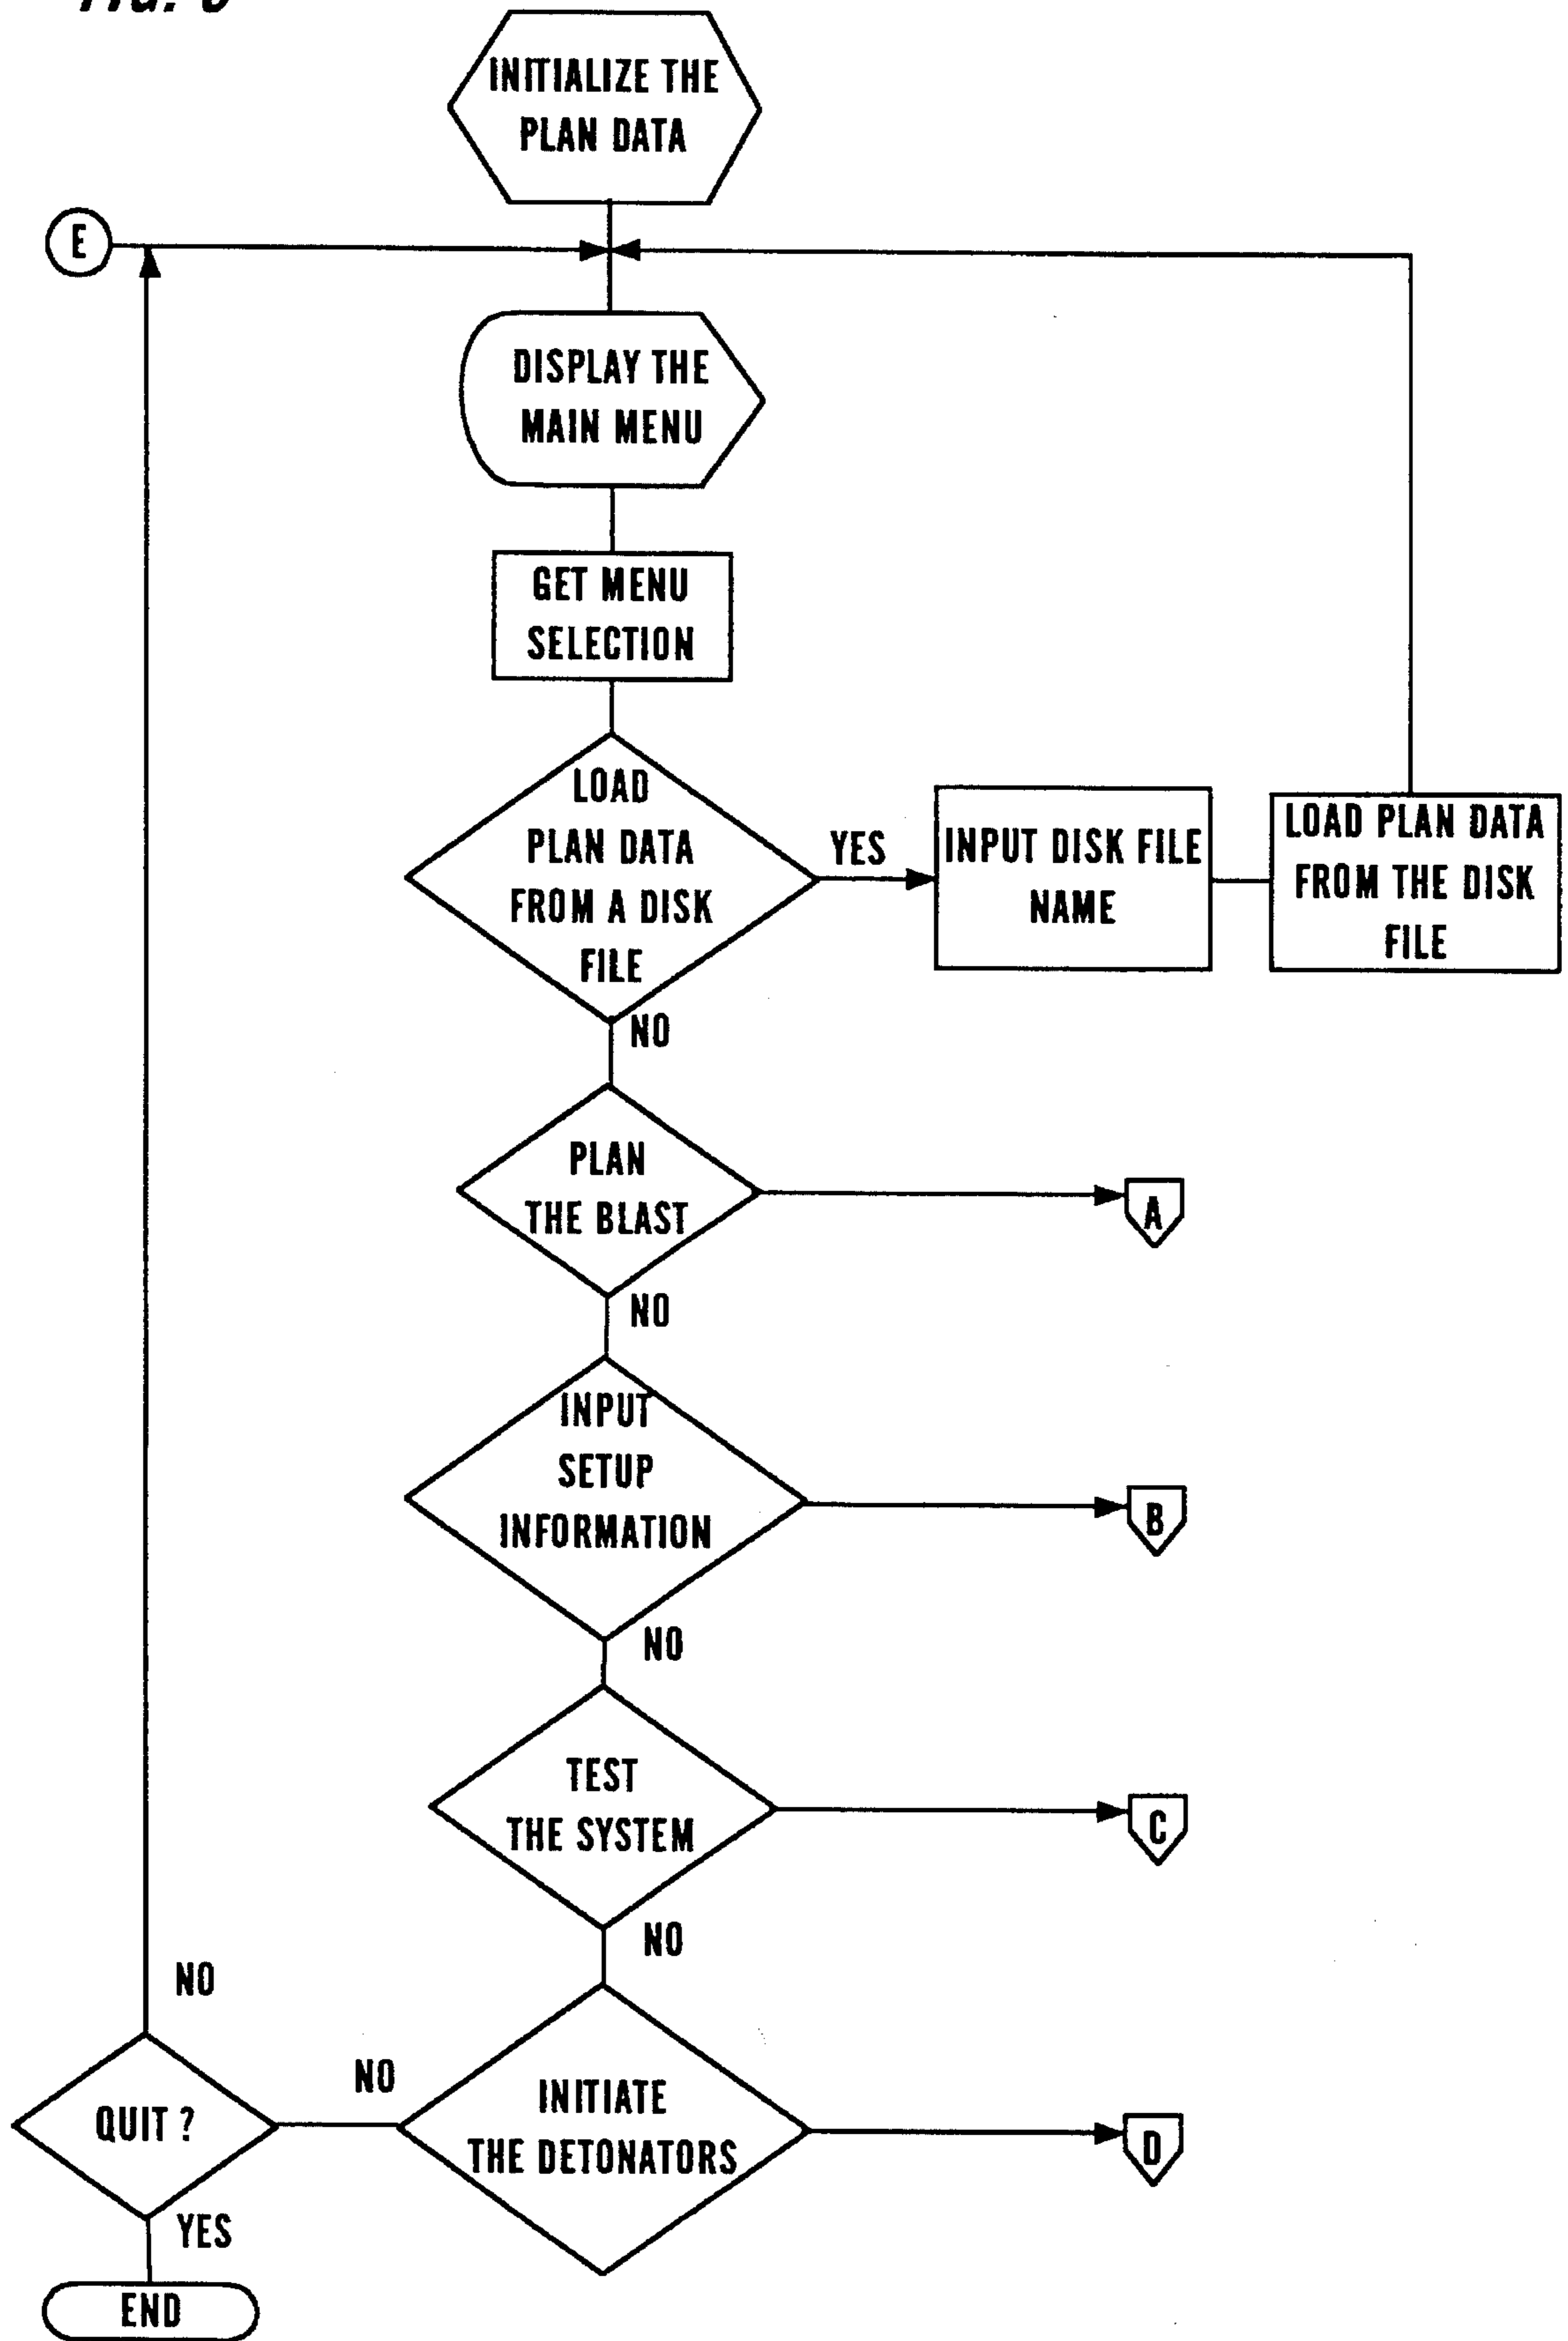 INITIALIZE THE
PLAN DATA
E
DISPLAY THE
MAIN MENU
GET MENU
SELECTION
LOAD
PLAN DATA
FROM A DISK
FILE
YES
INPUT DISK FILE
NAME
LOAD PLAN DATA
FROM THE DISK
FILE
NO
PLAN
THE BLAST
A
NO
INPUT
SETUP
INFORMATION
B
NO
TEST
THE SYSTEM
C
NO
INITIATE
THE DETONATORS
D
NO
QUIT ?
NO
YES
END